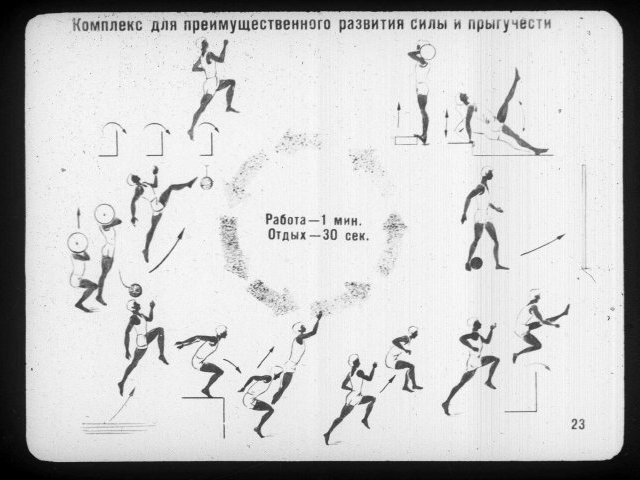 Комплекс для преимущественного развития силы и прыгучести
Работа—1 мин.
Отдых—30 сек.
23